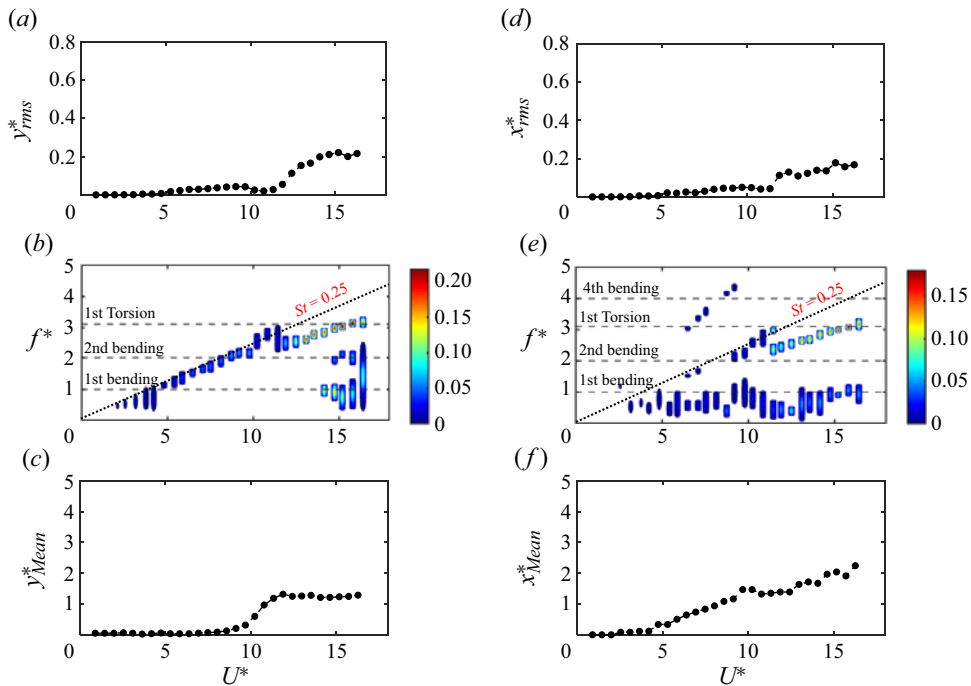 (a)
0.8
0.6
0.4
0.2
0
5
10
15
y*rms
(d)
0.8
0.6
0.4
0.2
0
5
10
15
x*rms
(b)
5
4
3
2
1
0
5
10
15
f*
1st Torsion
2nd bending
1st bending
St = 0.25
0.20
0.15
0.10
0.05
0
(e)
5
4
3
2
1
0
5
10
15
f*
4th bending
1st Torsion
2nd bending
1st bending
St = 0.25
0.15
0.10
0.05
0
(c)
5
4
3
2
1
0
5
10
15
y*Mean
U*
(f)
5
4
3
2
1
0
5
10
15
x*Mean
U*